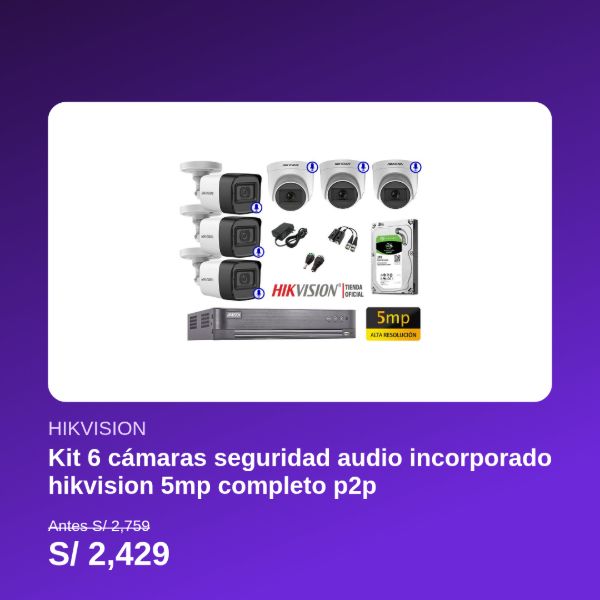 HIKVISION
TIENDA
OFICIAL
5mp
ALTA RESOLUCIÓN
HIKVISION
Kit 6 cámaras seguridad audio incorporado
hikvision 5mp completo p2p
Antes S/ 2,759
S/ 2,429